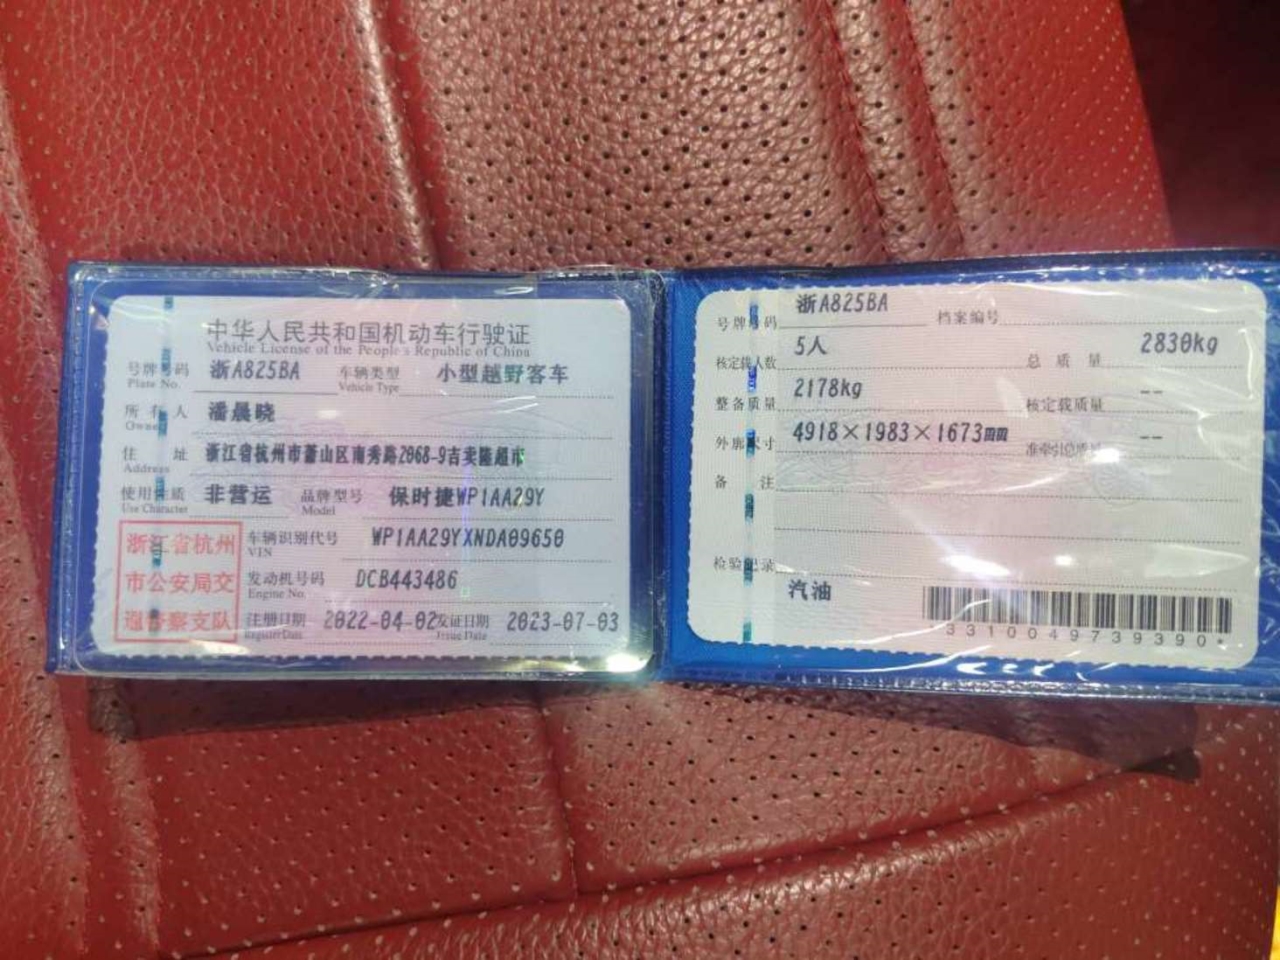 中华人民共和国机动车行驶证
Vehicle License of the People's Republic of China
号牌号码 浙A825BA 车辆类型 小型越野客车
Plate No. Vehicle Type
所有人 潘晨晓
Owner
住址 浙江省杭州市萧山区南秀路2068-9吉卖隆超市
Address
使用性质 非营运 品牌型号 保时捷WP1AA29Y
Use Character Model
浙江省杭州市公安局交通警察支队
车辆识别代号 WP1AA29YXNDA09650
VIN
发动机号码 DCB443486
Engine No.
注册日期 2022-04-02 发证日期 2023-07-03
Register Date Issue Date
号牌号码 浙A825BA 档案编号
核定载人数 5人 总质量 2830kg
整备质量 2178kg 核定载质量 --
外廓尺寸 4918×1983×1673mm 准牵引总质量 --
备注
检验记录
汽油
*3310049739390*